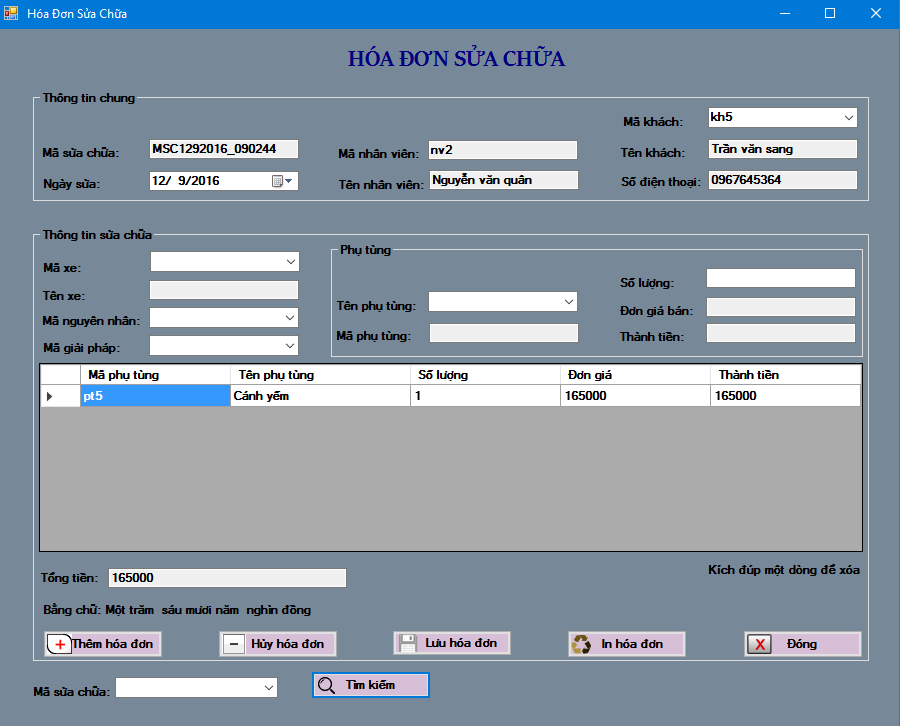 Hóa Đơn Sửa Chữa
HÓA ĐƠN SỬA CHỮA
Thông tin chung
Mã khách: kh5
Mã sửa chữa: MSC1292016_090244 Mã nhân viên: nv2 Tên khách: Trần văn sang
Ngày sửa: 12/ 9/2016 Tên nhân viên: Nguyễn văn quân Số điện thoại: 0967645364
Thông tin sửa chữa
Phụ tùng
Mã xe:
Số lượng:
Tên xe:
Tên phụ tùng:
Đơn giá bán:
Mã nguyên nhân:
Mã phụ tùng:
Thành tiền:
Mã giải pháp:
Mã phụ tùng Tên phụ tùng Số lượng Đơn giá Thành tiền
pt5 Cánh yếm 1 165000 165000
Kích đúp một dòng để xóa
Tổng tiền: 165000
Bằng chữ: Một trăm sáu mươi năm nghìn đồng
Thêm hóa đơn Hủy hóa đơn Lưu hóa đơn In hóa đơn Đóng
Mã sửa chữa: Tìm kiếm